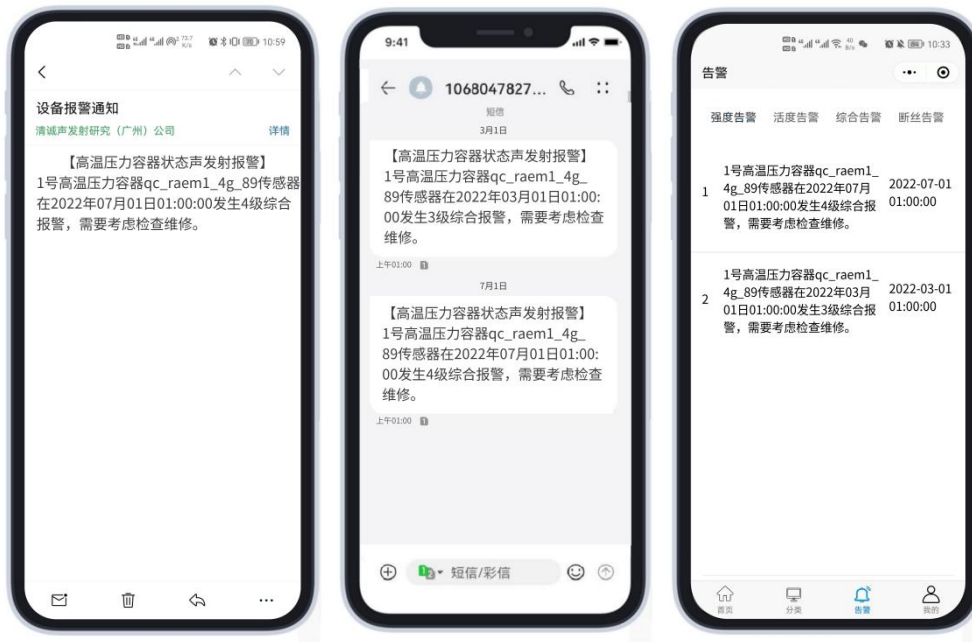 10:59
设备报警通知
清诚声发射研究（广州）公司 详情
【高温压力容器状态声发射报警】
1号高温压力容器qc_raem1_4g_89传感器
在2022年07月01日01:00:00发生4级综合
报警，需要考虑检查维修。
9:41
1068047827...
短信
3月1日
【高温压力容器状态声发射报警】
1号高温压力容器qc_raem1_4g_
89传感器在2022年03月01日01:00:
00发生3级综合报警，需要考虑检查
维修。
上午01:00 1
7月1日
【高温压力容器状态声发射报警】
1号高温压力容器qc_raem1_4g_
89传感器在2022年07月01日01:00:
00发生4级综合报警，需要考虑检查
维修。
上午01:00 1
短信/彩信
10:33
告警
强度告警 活度告警 综合告警 断丝告警
1 1号高温压力容器qc_raem1_
4g_89传感器在2022年07月
01日01:00:00发生4级综合报
警，需要考虑检查维修。
2022-07-01
01:00:00
2 1号高温压力容器qc_raem1_
4g_89传感器在2022年03月
01日01:00:00发生3级综合报
警，需要考虑检查维修。
2022-03-01
01:00:00
首页 分类 告警 我的